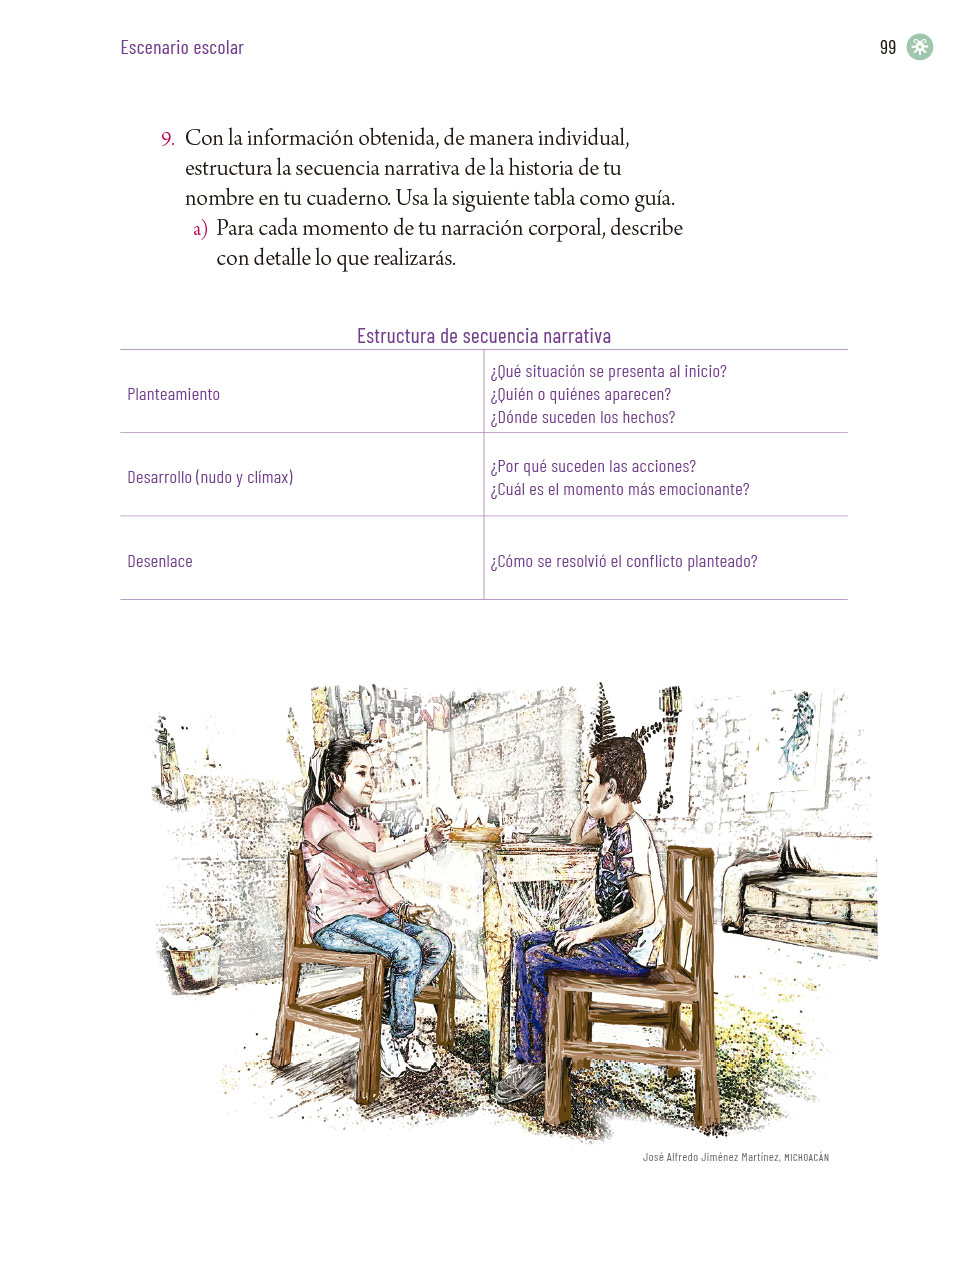 Escenario escolar
99
9. Con la información obtenida, de manera individual,
estructura la secuencia narrativa de la historia de tu
nombre en tu cuaderno. Usa la siguiente tabla como guía.
a) Para cada momento de tu narración corporal, describe
con detalle lo que realizarás.
Estructura de secuencia narrativa
Planteamiento
¿Qué situación se presenta al inicio?
¿Quién o quiénes aparecen?
¿Dónde suceden los hechos?
Desarrollo (nudo y clímax)
¿Por qué suceden las acciones?
¿Cuál es el momento más emocionante?
Desenlace
¿Cómo se resolvió el conflicto planteado?
José Alfredo Jiménez Martínez, MICHOACÁN